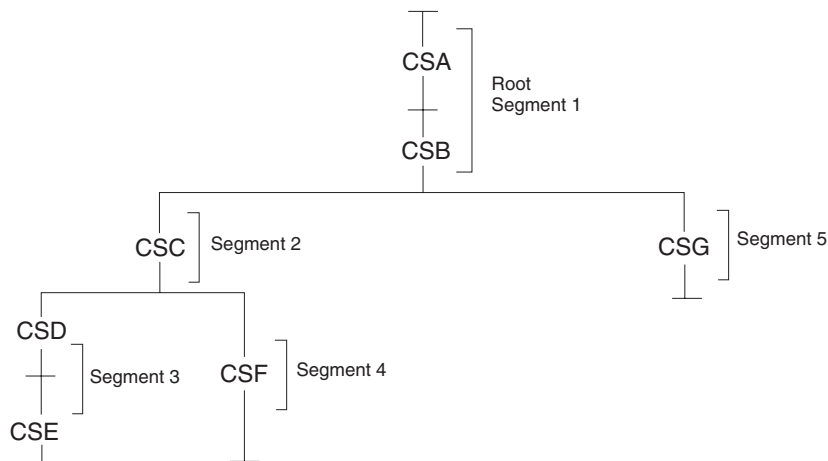 CSA
Root
Segment 1
CSB
CSC
Segment 2
CSG
Segment 5
CSD
Segment 3
CSF
Segment 4
CSE